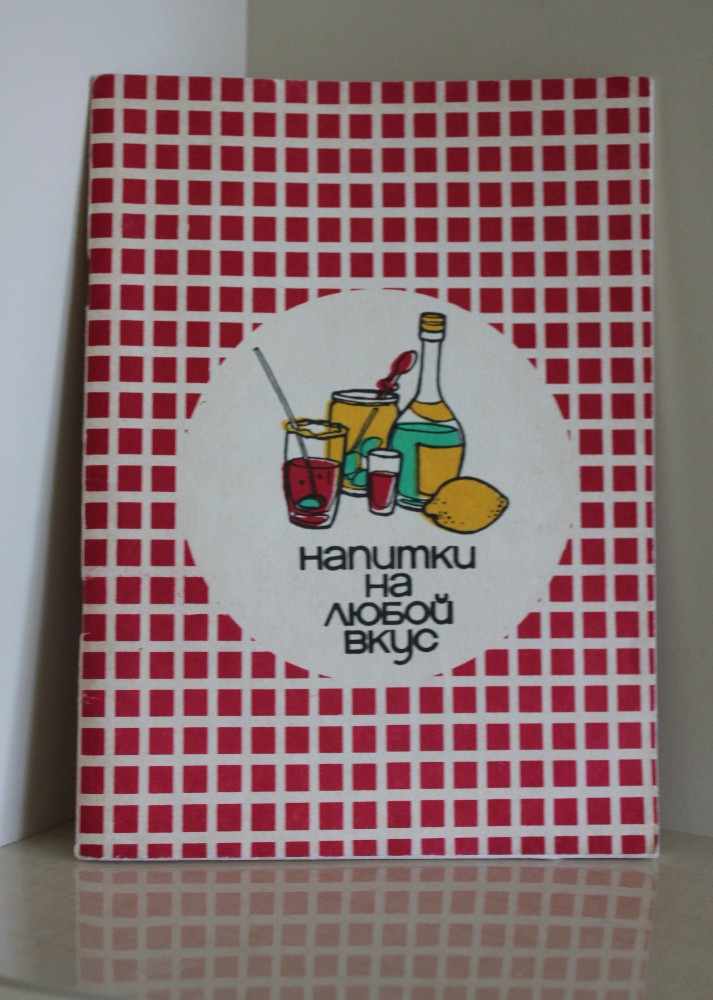 напитки
на
любой
вкус